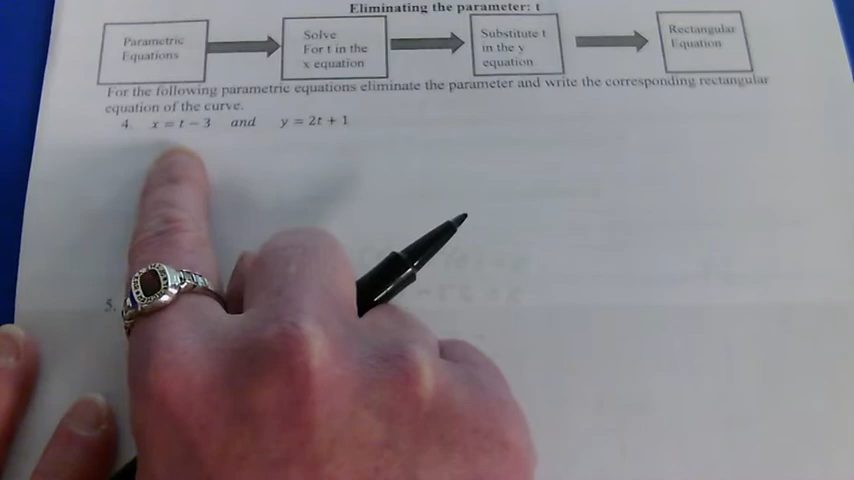 Eliminating the parameter: t
Parametric
Equations
Solve
For t in the
x equation
Substitute t
in the y
equation
Rectangular
Equation
For the following parametric equations eliminate the parameter and write the corresponding rectangular
equation of the curve.
4. x = t − 3 and y = 2t + 1
5.